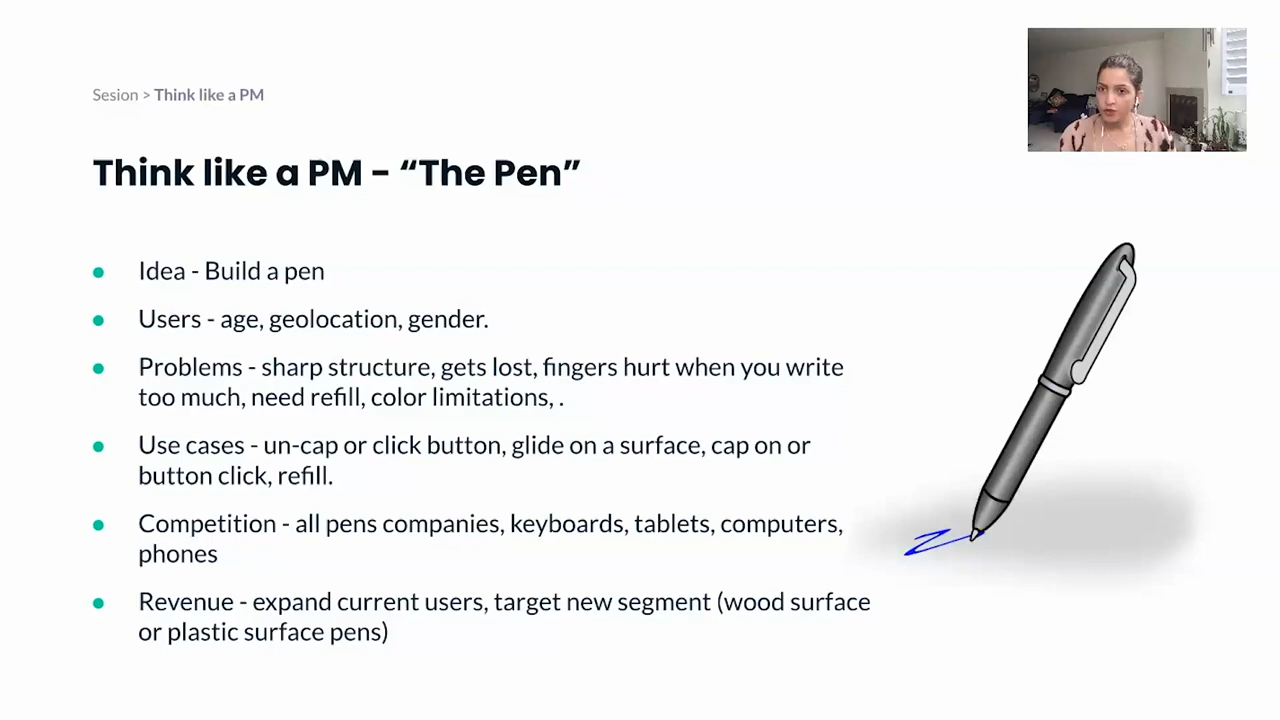 Sesion > Think like a PM
Think like a PM - “The Pen”
Idea - Build a pen
Users - age, geolocation, gender.
Problems - sharp structure, gets lost, fingers hurt when you write
too much, need refill, color limitations, .
Use cases - un-cap or click button, glide on a surface, cap on or
button click, refill.
Competition - all pens companies, keyboards, tablets, computers,
phones
Revenue - expand current users, target new segment (wood surface
or plastic surface pens)